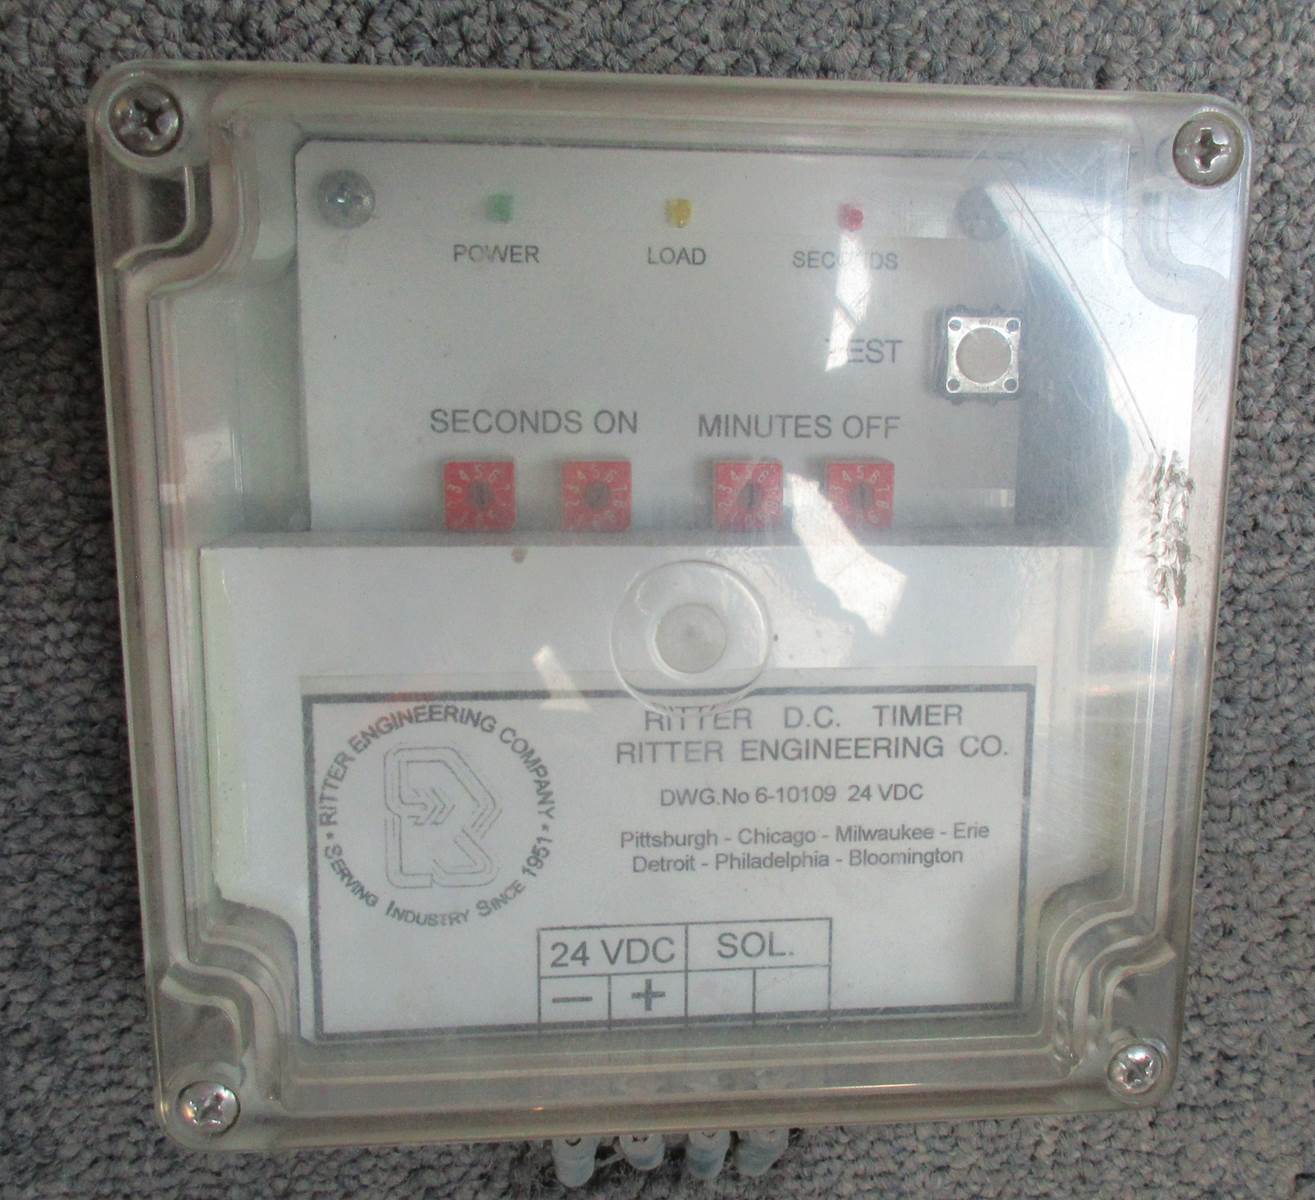 POWER LOAD SECONDS
TEST
SECONDS ON MINUTES OFF
RITTER ENGINEERING COMPANY
• SERVING INDUSTRY SINCE 1951 •
RITTER D.C. TIMER
RITTER ENGINEERING CO.
DWG.No 6-10109 24 VDC
Pittsburgh - Chicago - Milwaukee - Erie
Detroit - Philadelphia - Bloomington
24 VDC SOL.
− +